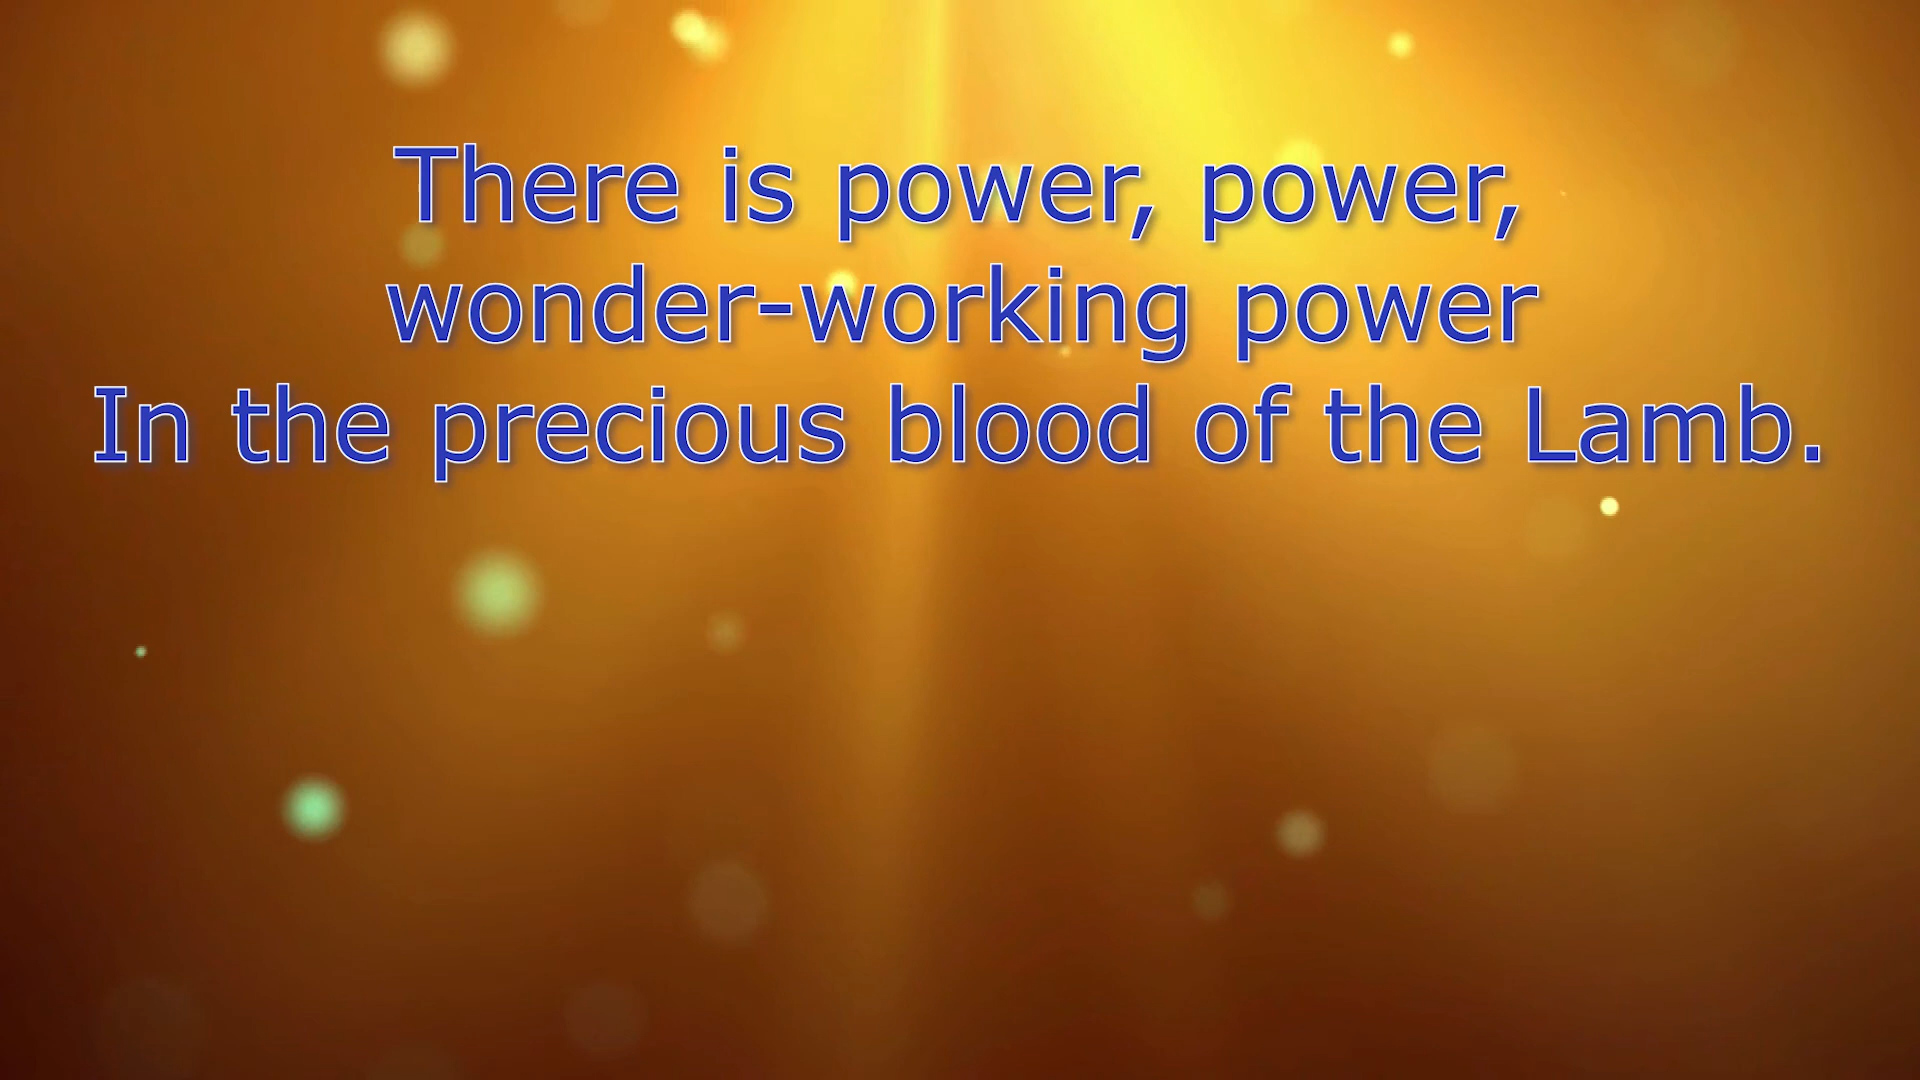 There is power, power,
wonder-working power
In the precious blood of the Lamb.